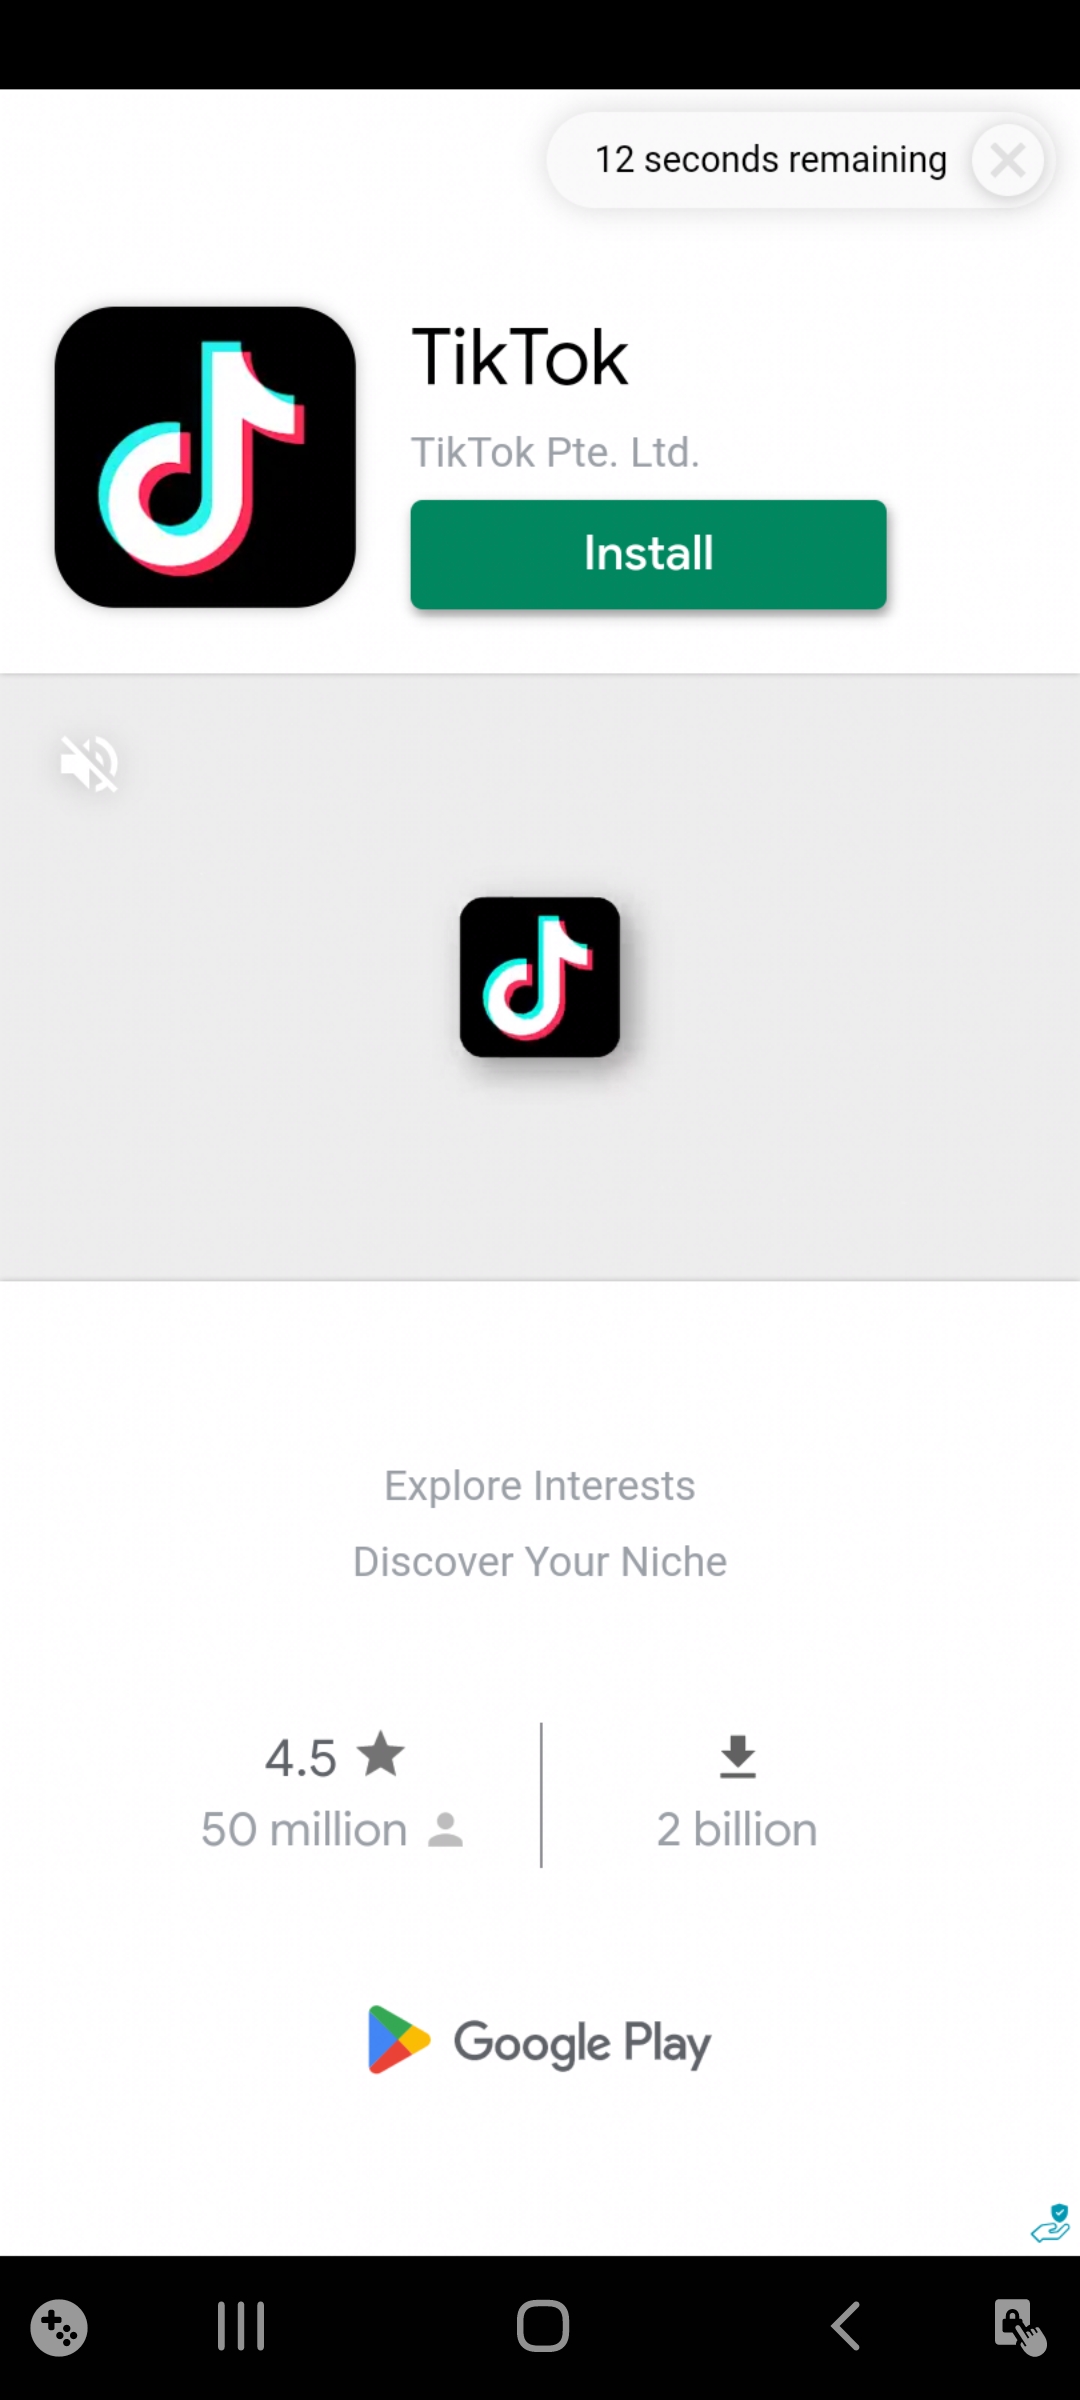 12 seconds remaining
TikTok
TikTok Pte. Ltd.
Install
Explore Interests
Discover Your Niche
4.5
50 million
2 billion
Google Play